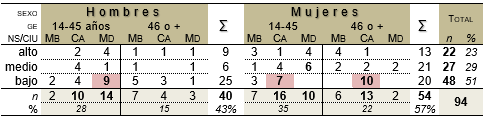 SEXO Hombres Mujeres TOTAL
GE 14-45 años 46 o + Σ 14-45 46 o + Σ
NS/CIU MB CA MD MB CA MD MB CA MD MB CA MD n %
alto 2 4 1 1 1 9 3 1 4 4 1 13 22 23
medio 4 1 1 6 1 4 6 2 2 2 21 27 29
bajo 2 4 9 5 3 1 25 3 7 10 20 48 51
n 2 10 14 7 4 3 40 7 16 10 6 13 2 54 94
% 28 15 43% 35 22 57%